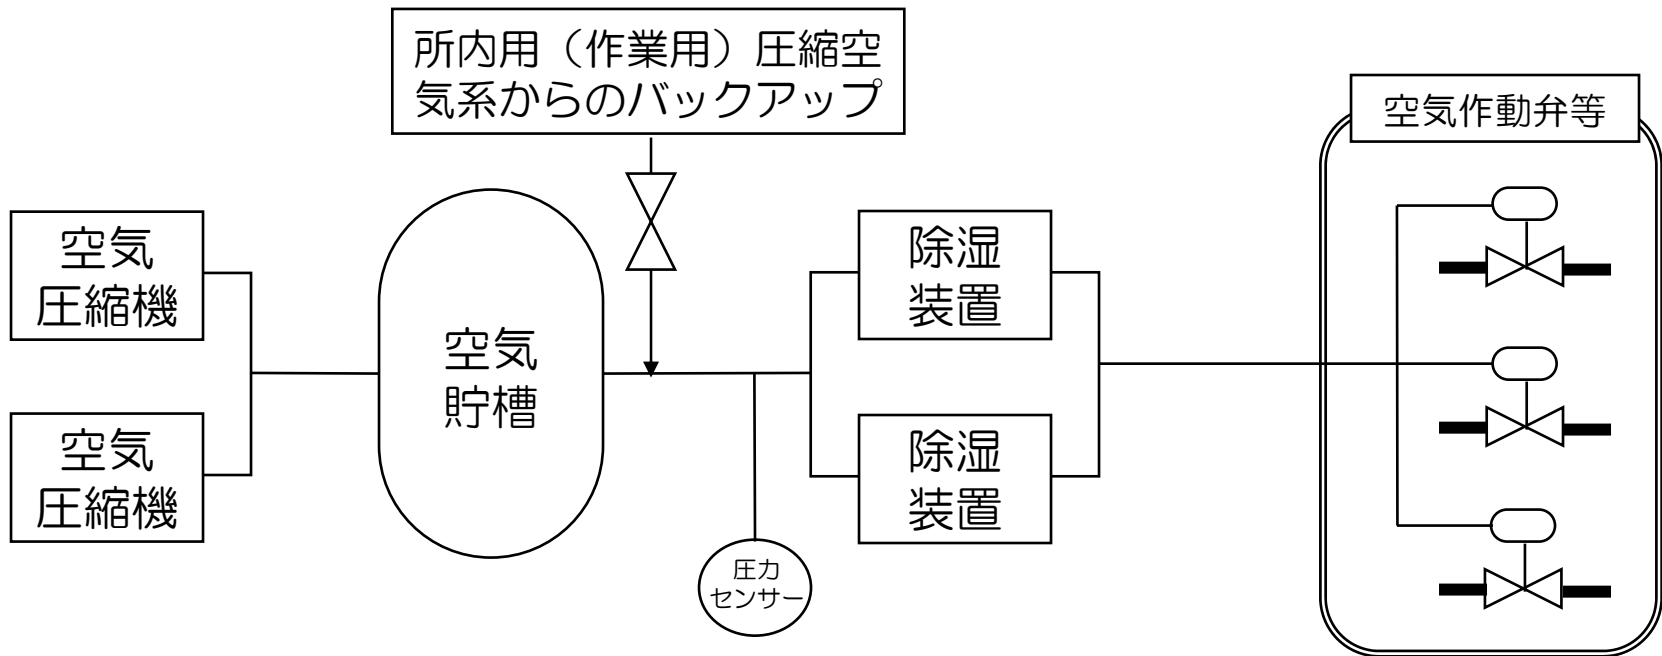 所内用（作業用）圧縮空
気系からのバックアップ
空気作動弁等
空気
圧縮機
空気
圧縮機
空気
貯槽
除湿
装置
除湿
装置
圧力
センサー